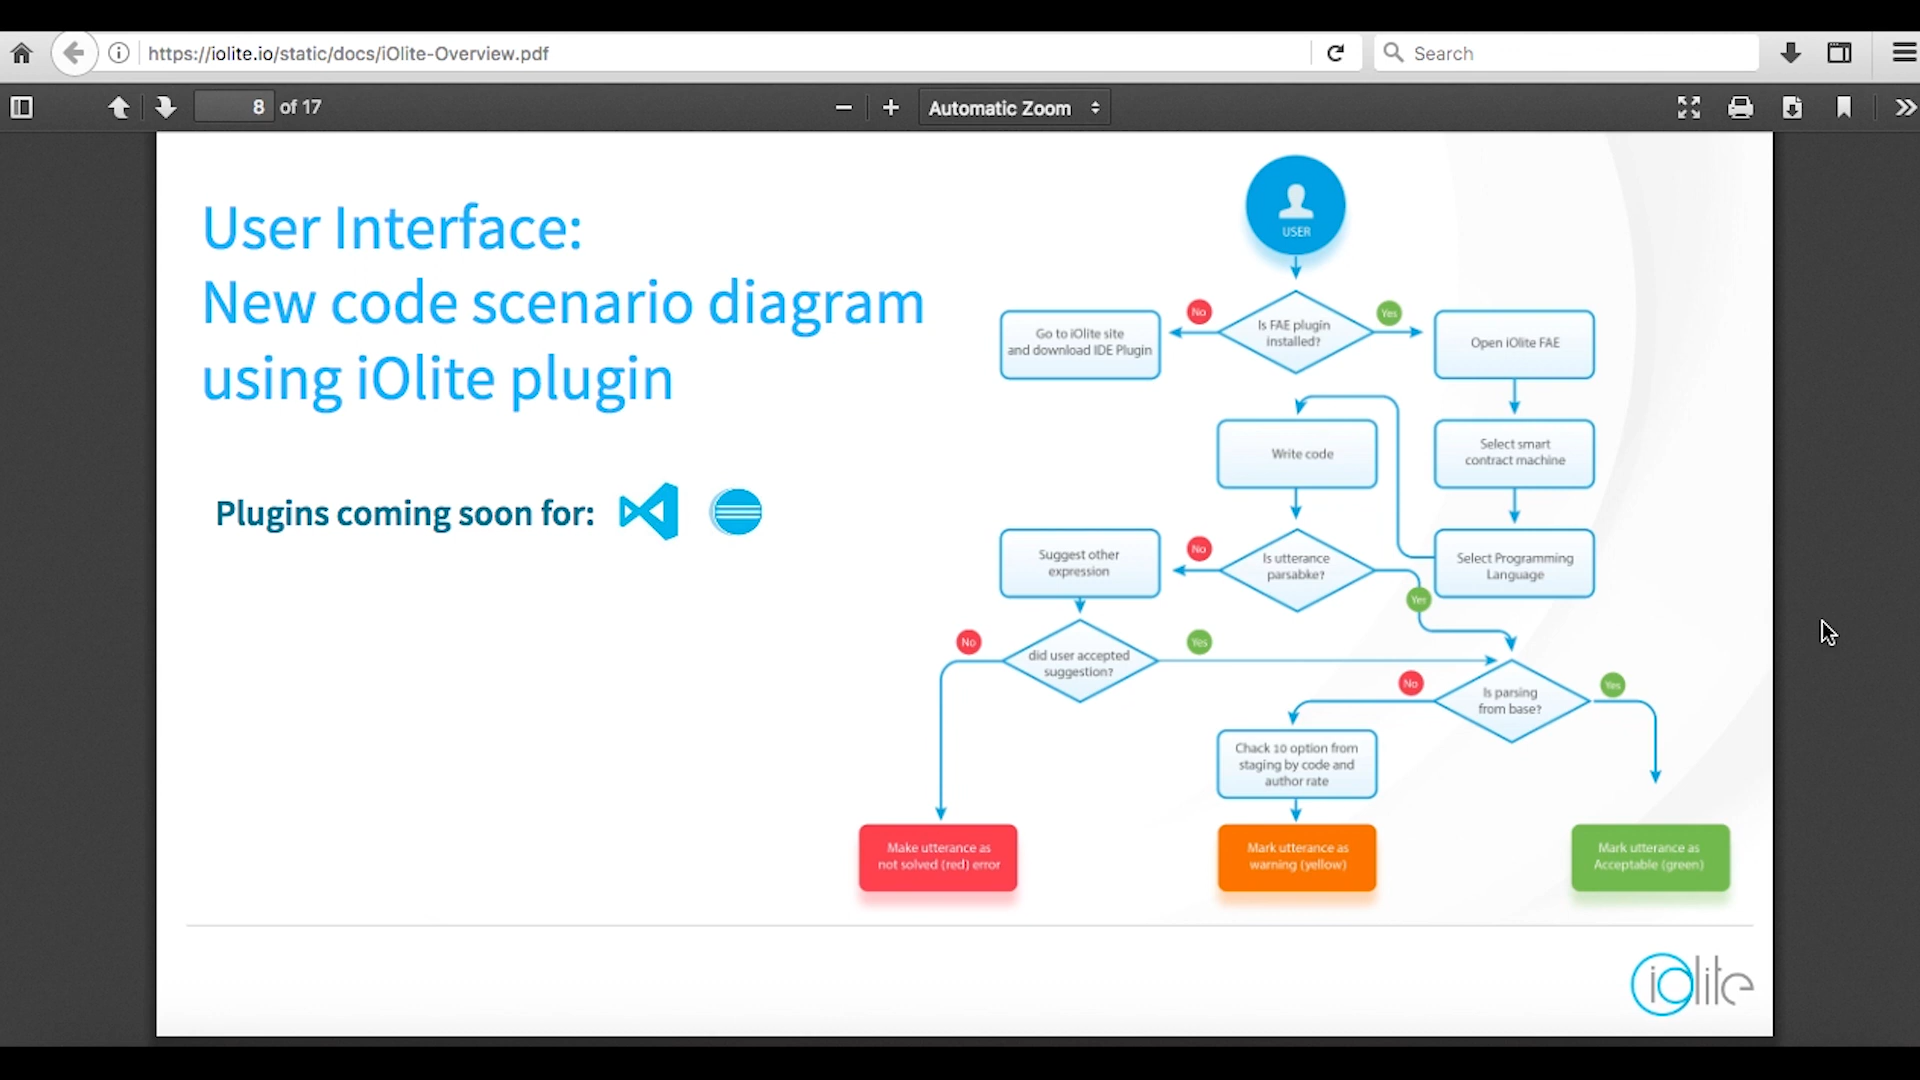 https://iolite.io/static/docs/iOlite-Overview.pdf
Search
8 of 17
Automatic Zoom
User Interface:
New code scenario diagram
using iOlite plugin
Plugins coming soon for:
USER
Is FAE plugin
installed?
No
Yes
Go to iOlite site
and download IDE Plugin
Open iOlite FAE
Write code
Select smart
contract machine
Suggest other
expression
No
Is utterance
parsabke?
Yes
Select Programming
Language
No
did user accepted
suggestion?
Yes
No
Is parsing
from base?
Yes
Chack 10 option from
staging by code and
author rate
Make utterance as
not solved (red) error
Mark utterance as
warning (yellow)
Mark utterance as
Acceptable (green)
iolite